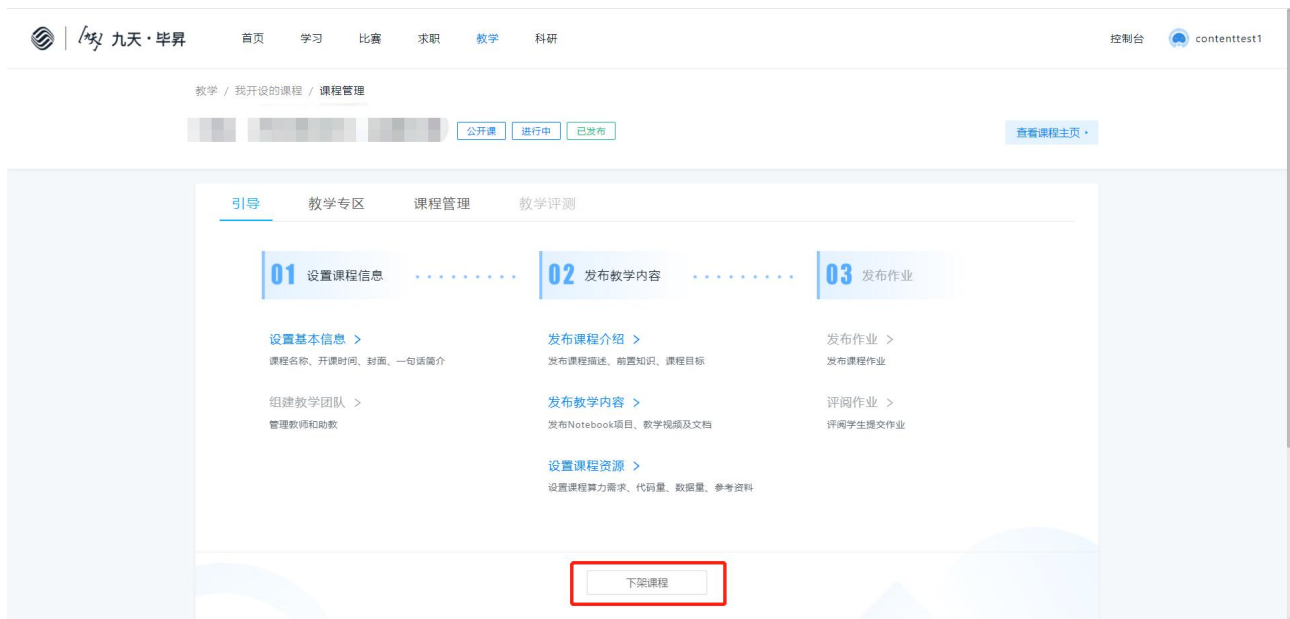 九天·毕昇 首页 学习 比赛 求职 教学 科研 控制台 contenttest1
教学 / 我开设的课程 / 课程管理
公开课 进行中 已发布 查看课程主页
引导 教学专区 课程管理 教学评测
01 设置课程信息 02 发布教学内容 03 发布作业
设置基本信息 > 发布课程介绍 > 发布作业 >
课程名称、开课时间、封面、一句话简介 发布课程描述、前置知识、课程目标 发布课程作业
组建教学团队 > 发布教学内容 > 评阅作业 >
管理教师和助教 发布Notebook项目、教学视频及文档 评阅学生提交作业
设置课程资源 >
设置课程算力需求、代码量、数据量、参考资料
下架课程